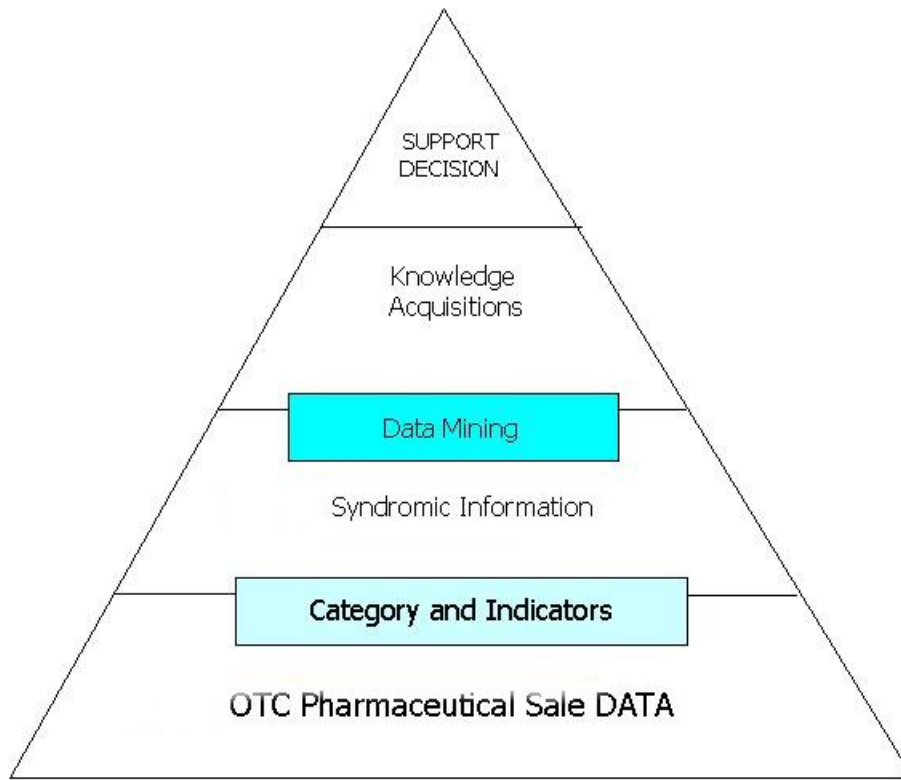 SUPPORT
DECISION
Knowledge
Acquisitions
Data Mining
Syndromic Information
Category and Indicators
OTC Pharmaceutical Sale DATA